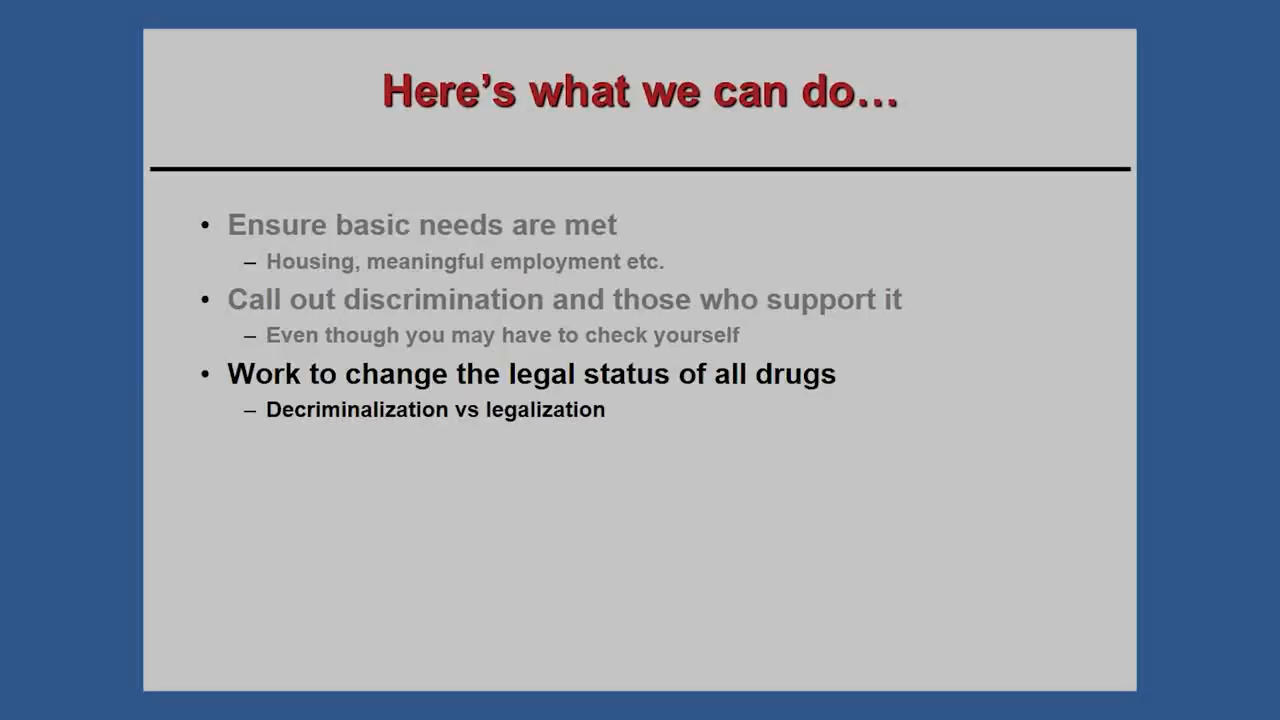 Here’s what we can do…
• Ensure basic needs are met
– Housing, meaningful employment etc.
• Call out discrimination and those who support it
– Even though you may have to check yourself
• Work to change the legal status of all drugs
– Decriminalization vs legalization